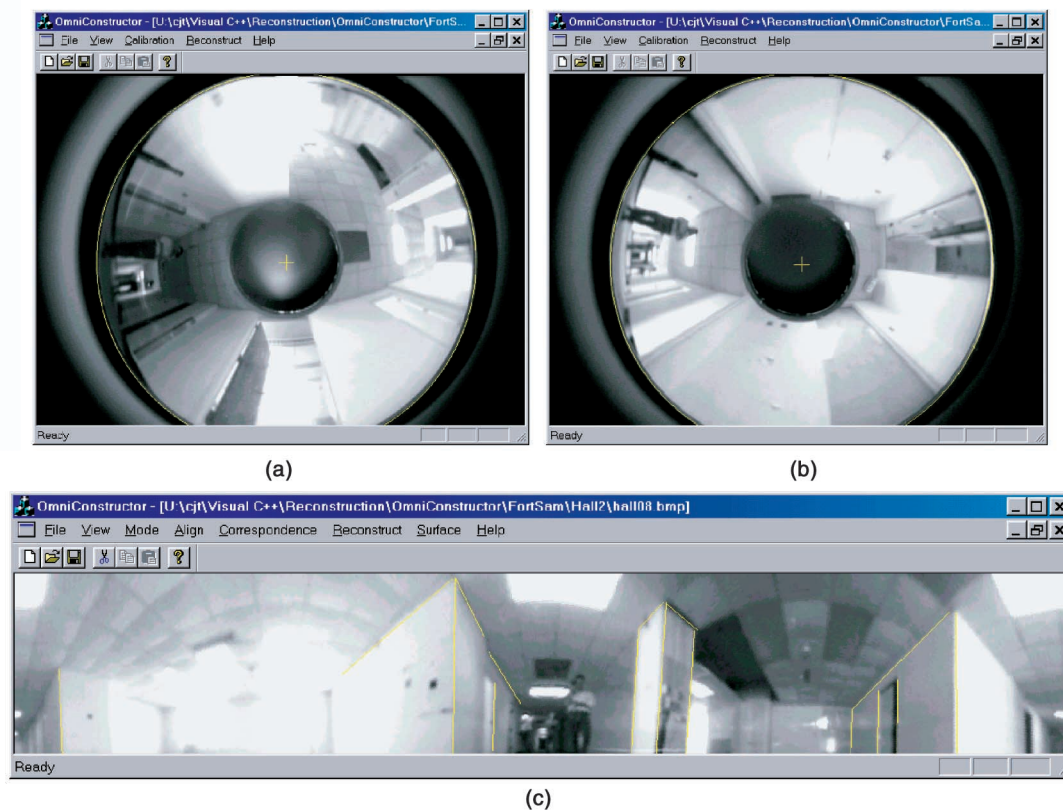 OmniConstructor - [U:\cjt\Visual C++\Reconstruction\OmniConstructor\FortS...
File View Calibration Reconstruct Help
Ready
(a)
OmniConstructor - [U:\cjt\Visual C++\Reconstruction\OmniConstructor\FortSa...
File View Calibration Reconstruct Help
Ready
(b)
OmniConstructor - [U:\cjt\Visual C++\Reconstruction\OmniConstructor\FortSam\Hall2\hall08.bmp]
File View Mode Align Correspondence Reconstruct Surface Help
Ready
(c)